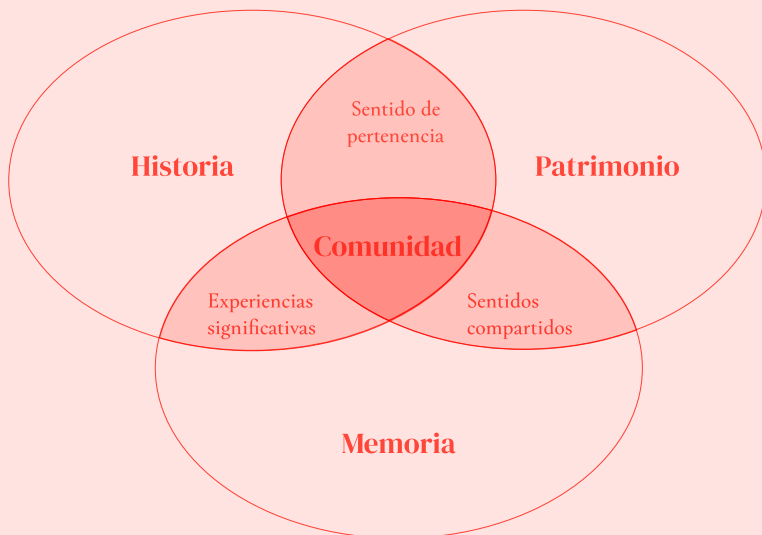 Sentido de
pertenencia
Historia
Patrimonio
Comunidad
Experiencias
significativas
Sentidos
compartidos
Memoria